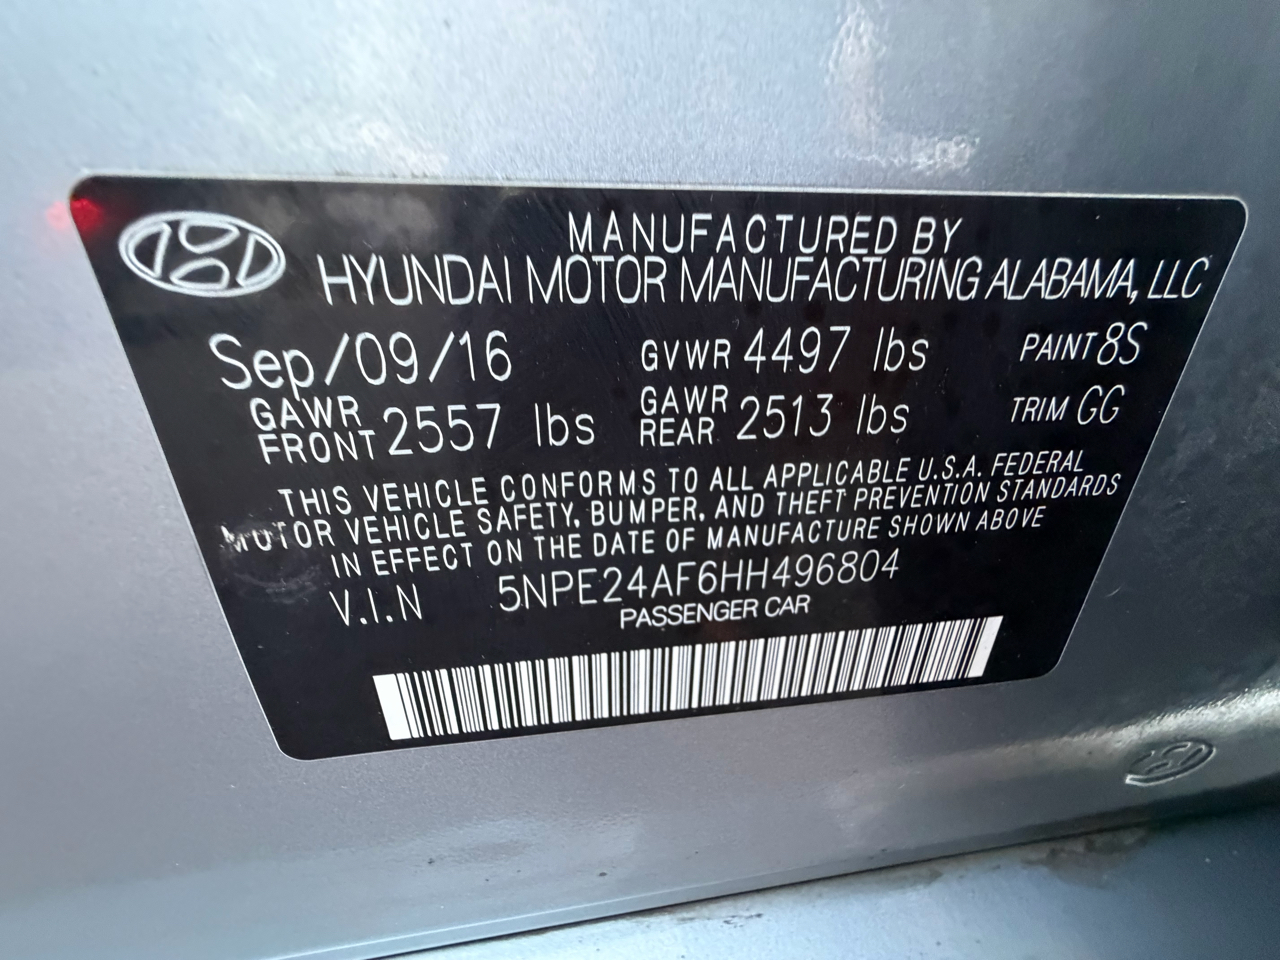 MANUFACTURED BY
HYUNDAI MOTOR MANUFACTURING ALABAMA, LLC
Sep/09/16 GVWR 4497 lbs PAINT 8S
GAWR FRONT 2557 lbs GAWR REAR 2513 lbs TRIM GG
THIS VEHICLE CONFORMS TO ALL APPLICABLE U.S.A. FEDERAL
MOTOR VEHICLE SAFETY, BUMPER, AND THEFT PREVENTION STANDARDS
IN EFFECT ON THE DATE OF MANUFACTURE SHOWN ABOVE
V.I.N 5NPE24AF6HH496804
PASSENGER CAR